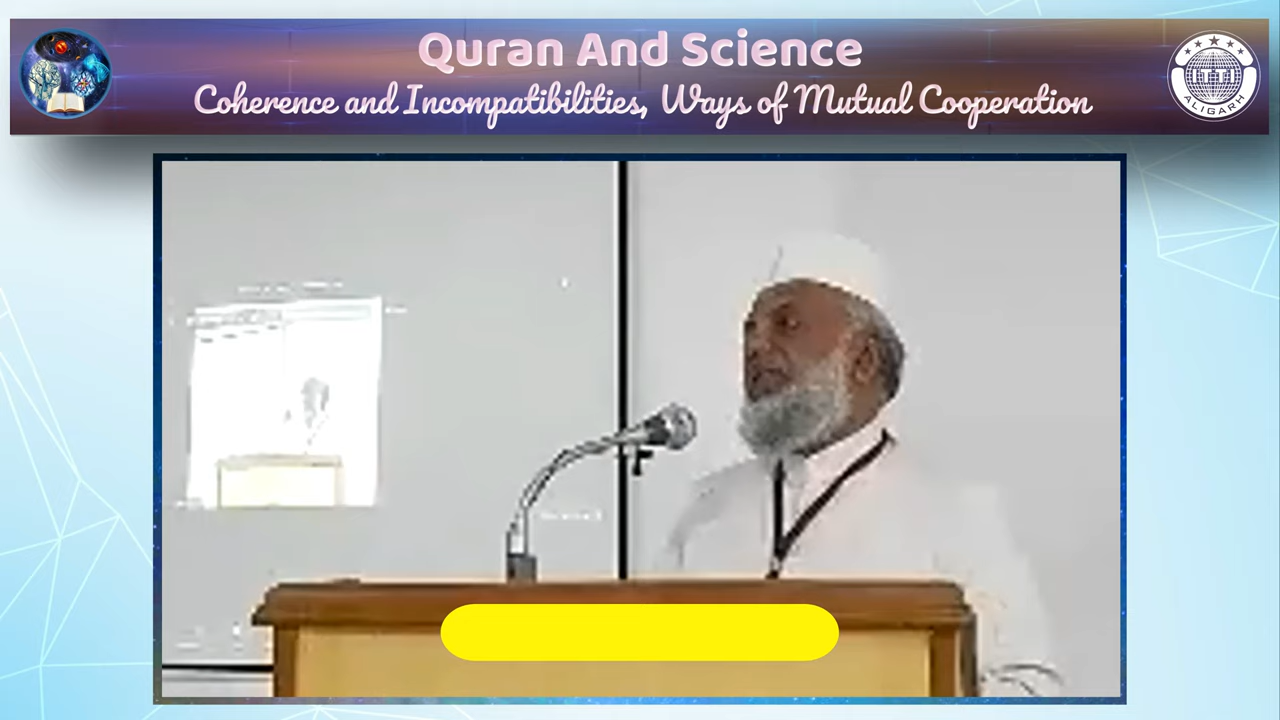 Quran And Science
Coherence and Incompatibilities, Ways of Mutual Cooperation
ALIGARH